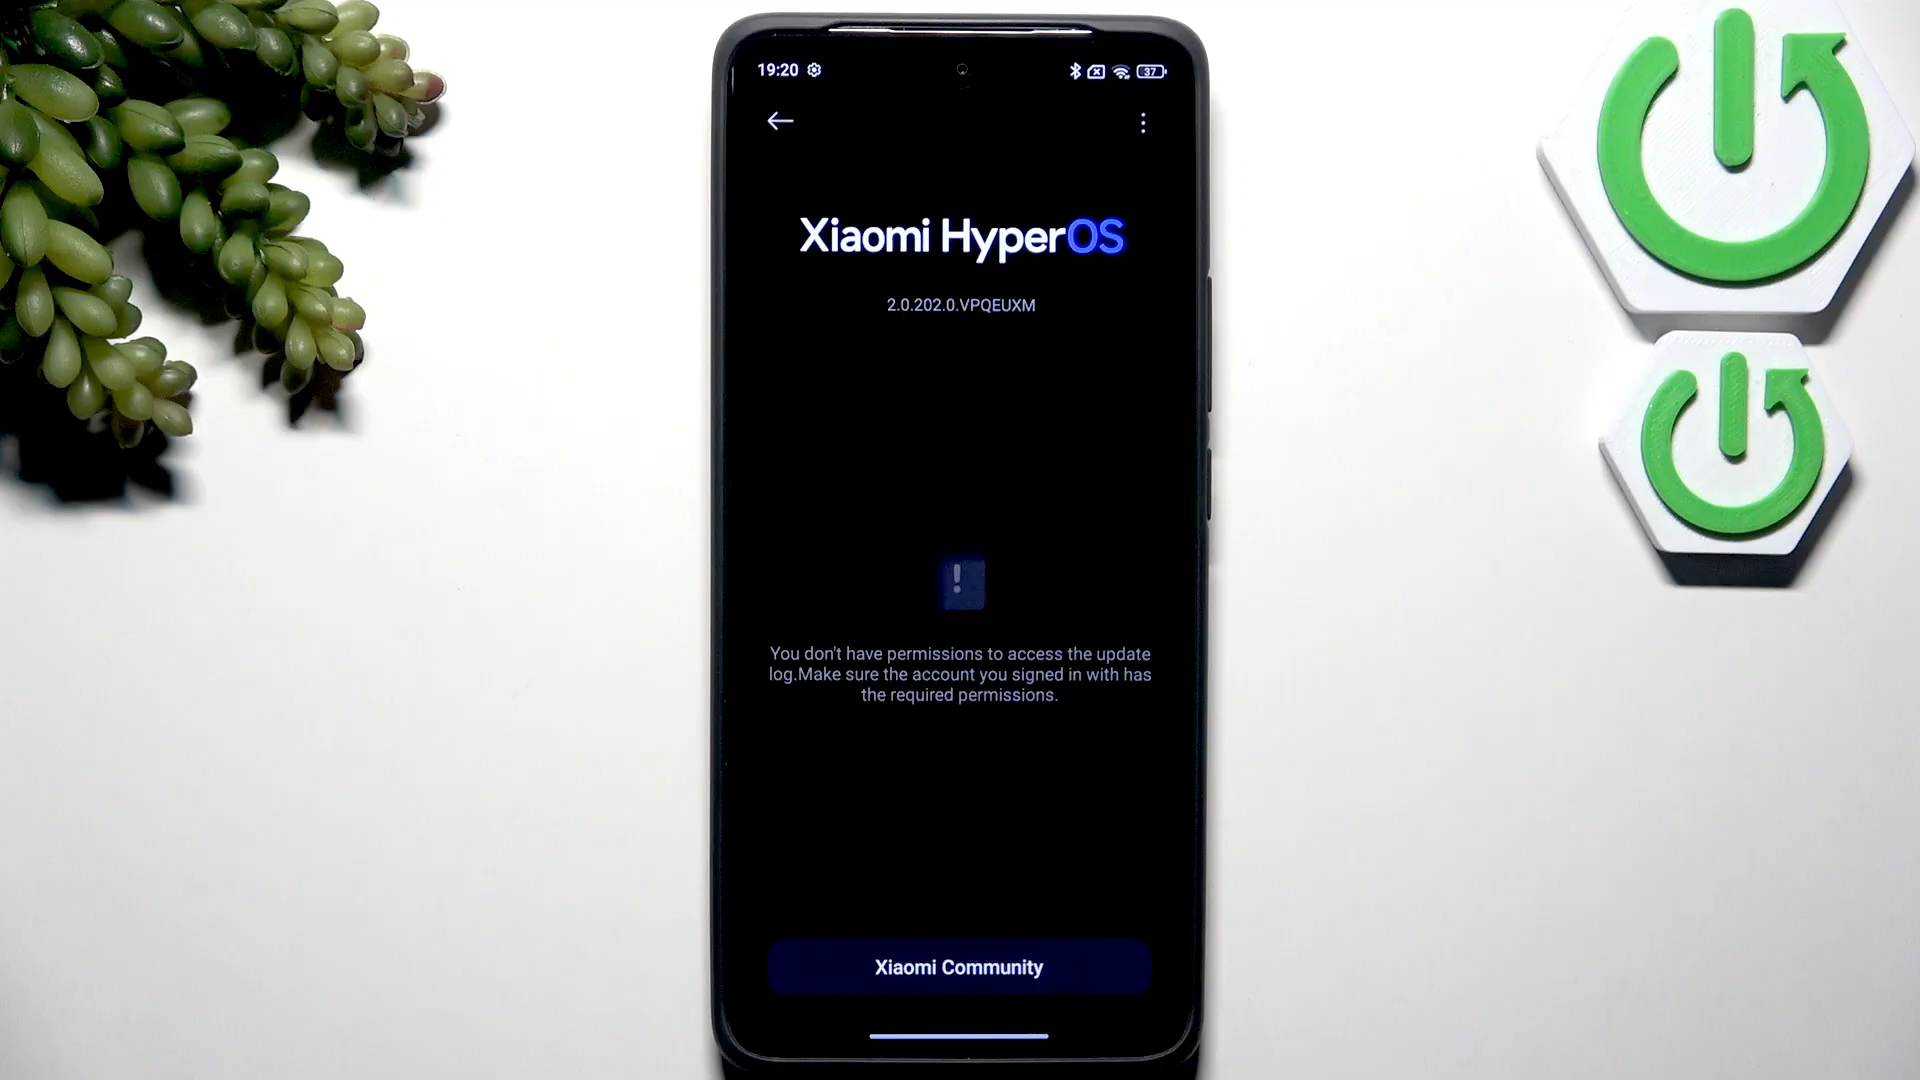 19:20
37
Xiaomi HyperOS
2.0.202.0.VPQEUXM
!
You don't have permissions to access the update
log.Make sure the account you signed in with has
the required permissions.
Xiaomi Community